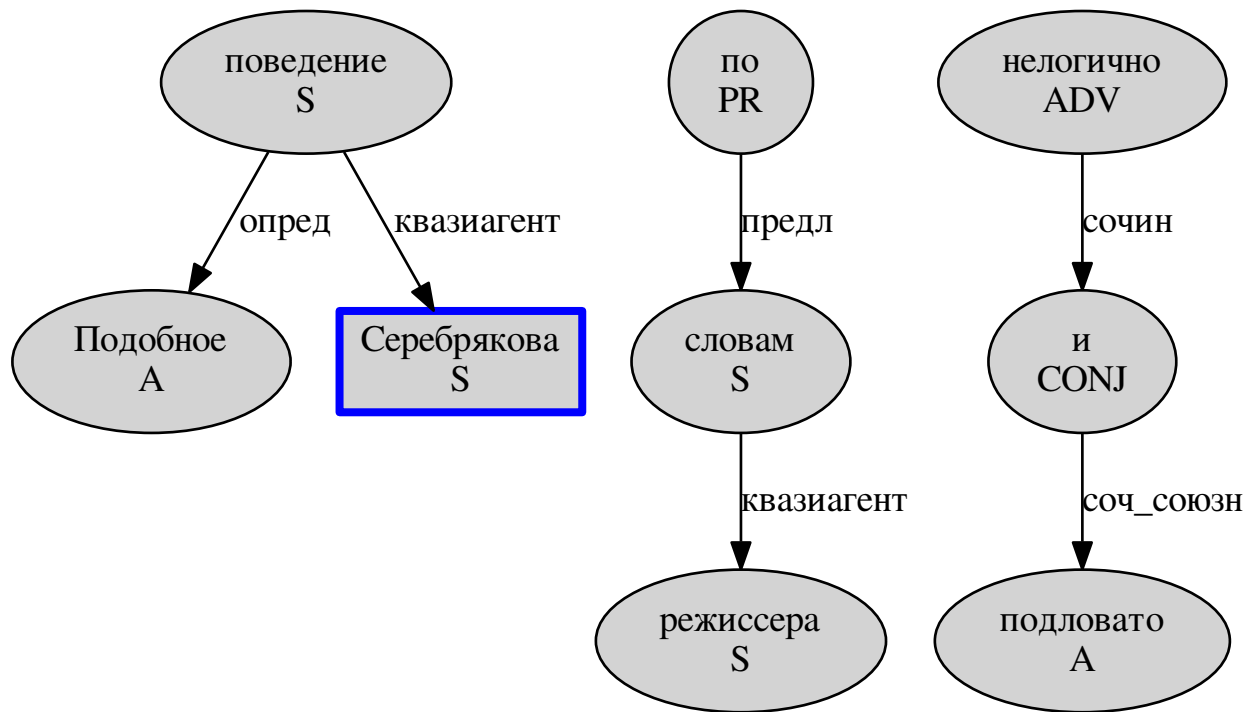 поведение
S
по
PR
нелогично
ADV
опред
квазиагент
предл
сочин
Подобное
A
Серебрякова
S
словам
S
и
CONJ
квазиагент
соч_союзн
режиссера
S
подловато
A